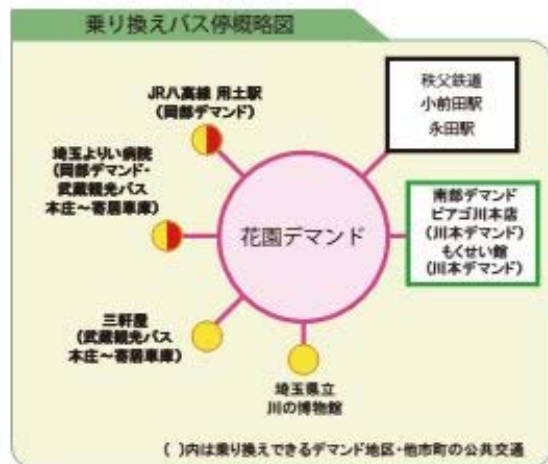 乗り換えバス停概略図
JR八高線 用土駅
(岡部デマンド)
埼玉よりい病院
(岡部デマンド・
武蔵観光バス
本庄～寄居車庫)
三軒屋
(武蔵観光バス
本庄～寄居車庫)
花園デマンド
埼玉県立
川の博物館
秩父鉄道
小前田駅
永田駅
南部デマンド
ピアゴ川本店
(川本デマンド)
もくせい館
(川本デマンド)
( )内は乗り換えできるデマンド地区・他市町の公共交通